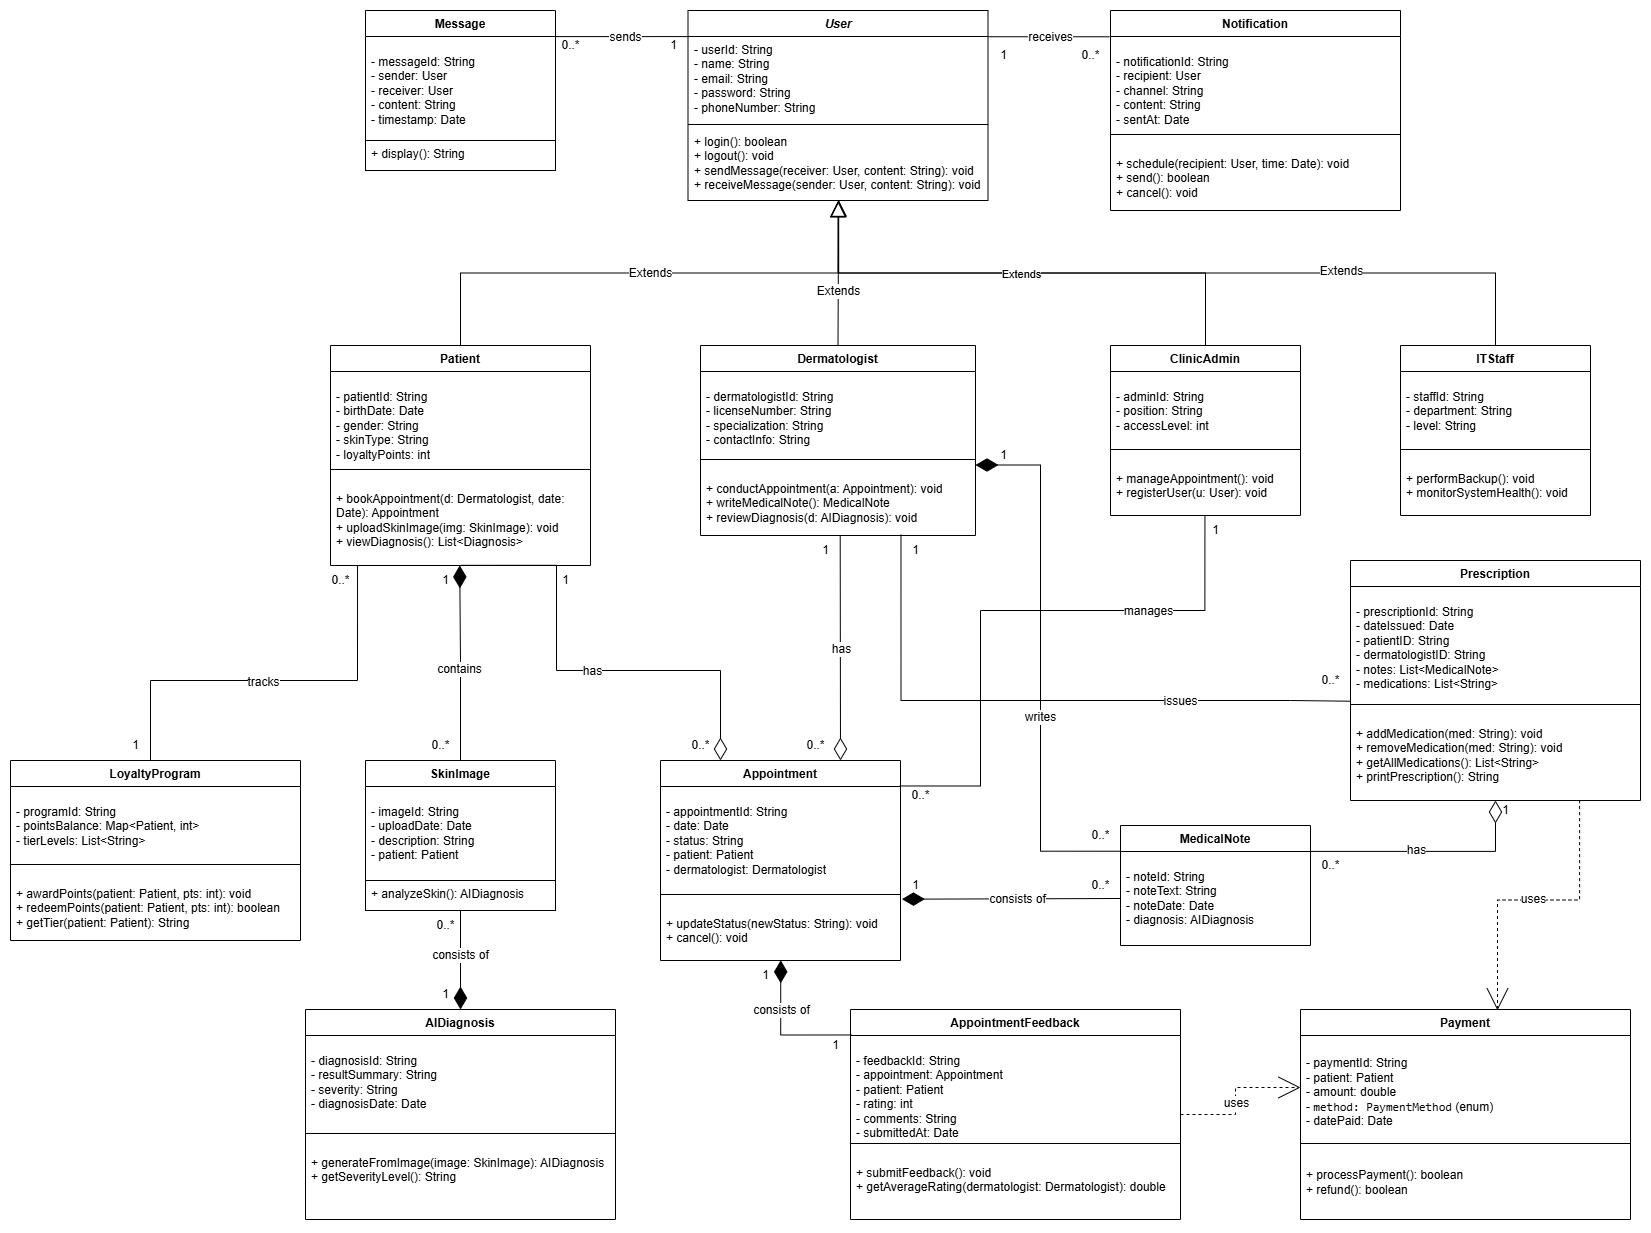 Message
- messageId: String
- sender: User
- receiver: User
- content: String
- timestamp: Date
+ display(): String
0..*
sends
1
User
- userId: String
- name: String
- email: String
- password: String
- phoneNumber: String
+ login(): boolean
+ logout(): void
+ sendMessage(receiver: User, content: String): void
+ receiveMessage(sender: User, content: String): void
1
receives
0..*
Notification
- notificationId: String
- recipient: User
- channel: String
- content: String
- sentAt: Date
+ schedule(recipient: User, time: Date): void
+ send(): boolean
+ cancel(): void
Extends
Extends
Extends
Extends
Patient
- patientId: String
- birthDate: Date
- gender: String
- skinType: String
- loyaltyPoints: int
+ bookAppointment(d: Dermatologist, date:
Date): Appointment
+ uploadSkinImage(img: SkinImage): void
+ viewDiagnosis(): List<Diagnosis>
Dermatologist
- dermatologistId: String
- licenseNumber: String
- specialization: String
- contactInfo: String
+ conductAppointment(a: Appointment): void
+ writeMedicalNote(): MedicalNote
+ reviewDiagnosis(d: AIDiagnosis): void
1
ClinicAdmin
- adminId: String
- position: String
- accessLevel: int
+ manageAppointment(): void
+ registerUser(u: User): void
ITStaff
- staffId: String
- department: String
- level: String
+ performBackup(): void
+ monitorSystemHealth(): void
0..*
1
1
1
1
1
tracks
contains
has
has
manages
issues
writes
0..*
1
0..*
0..*
0..*
0..*
0..*
Prescription
- prescriptionId: String
- dateIssued: Date
- patientID: String
- dermatologistID: String
- notes: List<MedicalNote>
- medications: List<String>
+ addMedication(med: String): void
+ removeMedication(med: String): void
+ getAllMedications(): List<String>
+ printPrescription(): String
1
has
0..*
uses
LoyaltyProgram
- programId: String
- pointsBalance: Map<Patient, int>
- tierLevels: List<String>
+ awardPoints(patient: Patient, pts: int): void
+ redeemPoints(patient: Patient, pts: int): boolean
+ getTier(patient: Patient): String
SkinImage
- imageId: String
- uploadDate: Date
- description: String
- patient: Patient
+ analyzeSkin(): AIDiagnosis
0..*
consists of
1
Appointment
- appointmentId: String
- date: Date
- status: String
- patient: Patient
- dermatologist: Dermatologist
+ updateStatus(newStatus: String): void
+ cancel(): void
1
consists of
0..*
MedicalNote
- noteId: String
- noteText: String
- noteDate: Date
- diagnosis: AIDiagnosis
1
consists of
1
AIDiagnosis
- diagnosisId: String
- resultSummary: String
- severity: String
- diagnosisDate: Date
+ generateFromImage(image: SkinImage): AIDiagnosis
+ getSeverityLevel(): String
AppointmentFeedback
- feedbackId: String
- appointment: Appointment
- patient: Patient
- rating: int
- comments: String
- submittedAt: Date
+ submitFeedback(): void
+ getAverageRating(dermatologist: Dermatologist): double
uses
Payment
- paymentId: String
- patient: Patient
- amount: double
- method: PaymentMethod (enum)
- datePaid: Date
+ processPayment(): boolean
+ refund(): boolean